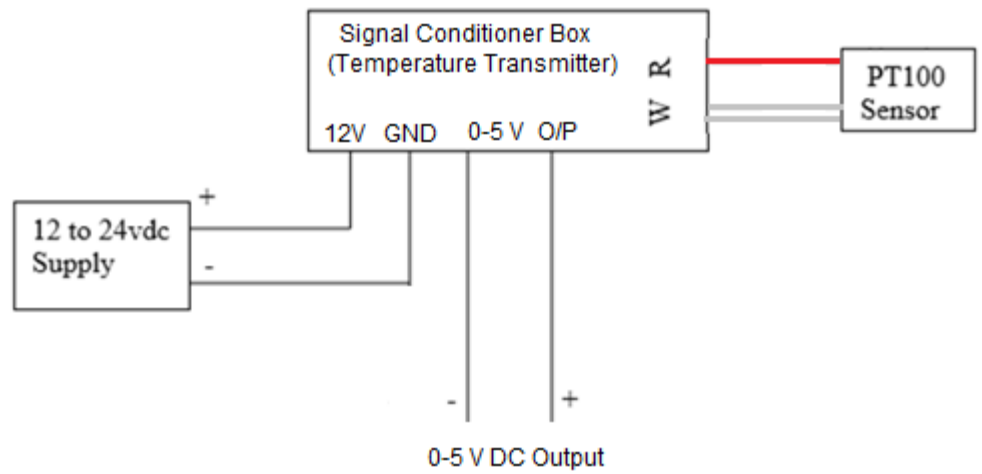 Signal Conditioner Box
(Temperature Transmitter)
R
W
PT100
Sensor
12V GND 0-5 V O/P
+
12 to 24vdc
Supply
-
- +
0-5 V DC Output